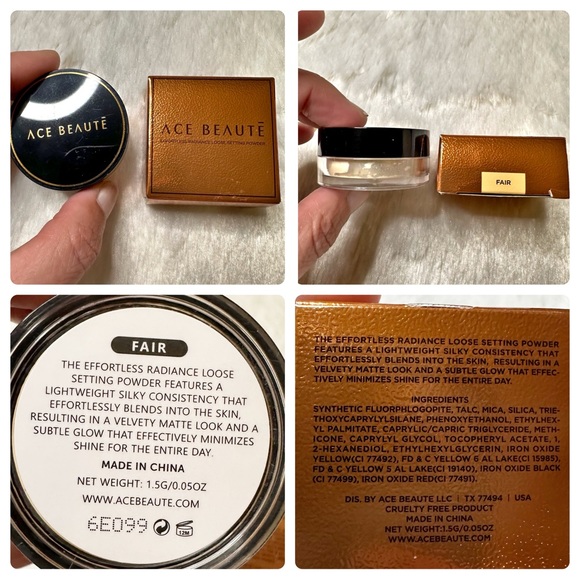 ACE BEAUTĒ
ACE BEAUTĒ
EFFORTLESS RADIANCE LOOSE SETTING POWDER
FAIR
FAIR
THE EFFORTLESS RADIANCE LOOSE
SETTING POWDER FEATURES A
LIGHTWEIGHT SILKY CONSISTENCY THAT
EFFORTLESSLY BLENDS INTO THE SKIN,
RESULTING IN A VELVETY MATTE LOOK AND A
SUBTLE GLOW THAT EFFECTIVELY MINIMIZES
SHINE FOR THE ENTIRE DAY.
MADE IN CHINA
NET WEIGHT: 1.5G/0.05OZ
WWW.ACEBEAUTE.COM
6E099 12M
THE EFFORTLESS RADIANCE LOOSE SETTING POWDER
FEATURES A LIGHTWEIGHT SILKY CONSISTENCY THAT
EFFORTLESSLY BLENDS INTO THE SKIN, RESULTING IN A
VELVETY MATTE LOOK AND A SUBTLE GLOW THAT EFFEC-
TIVELY MINIMIZES SHINE FOR THE ENTIRE DAY.
INGREDIENTS
SYNTHETIC FLUORPHLOGOPITE, TALC, MICA, SILICA, TRIE-
THOXYCAPRYLYLSILANE, PHENOXYETHANOL, ETHYLHEX-
YL PALMITATE, CAPRYLIC/CAPRIC TRIGLYCERIDE, METH-
ICONE, CAPRYLYL GLYCOL, TOCOPHERYL ACETATE, 1,
2-HEXANEDIOL, ETHYLHEXYLGLYCERIN, IRON OXIDE
YELLOW(CI 77492), FD & C YELLOW 6 AL LAKE(CI 15985),
FD & C YELLOW 5 AL LAKE(CI 19140), IRON OXIDE BLACK
(CI 77499), IRON OXIDE RED(CI 77491).
DIS. BY ACE BEAUTE LLC | TX 77494 | USA
CRUELTY FREE PRODUCT
MADE IN CHINA
NET WEIGHT:1.5G/0.05OZ
WWW.ACEBEAUTE.COM